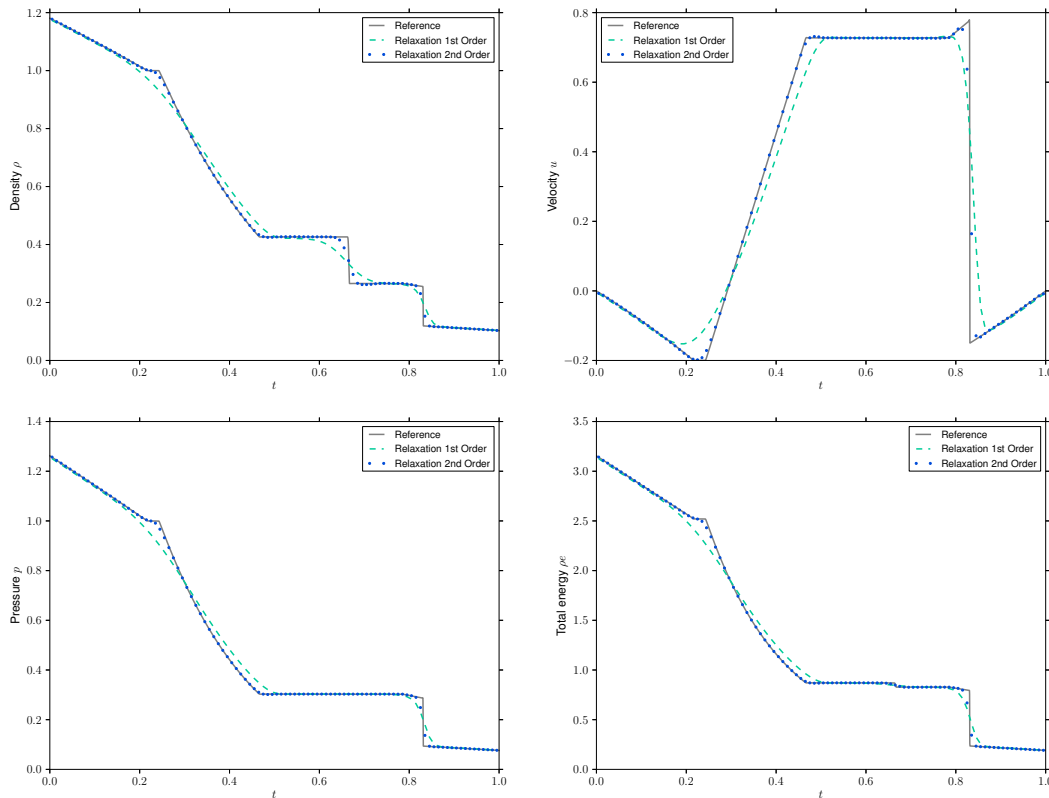 1.2
1.0
0.8
0.6
0.4
0.2
0.0
Density ρ
0.0 0.2 0.4 0.6 0.8 1.0
t
Reference
Relaxation 1st Order
Relaxation 2nd Order
0.8
0.6
0.4
0.2
0.0
−0.2
Velocity u
0.0 0.2 0.4 0.6 0.8 1.0
t
Reference
Relaxation 1st Order
Relaxation 2nd Order
1.4
1.2
1.0
0.8
0.6
0.4
0.2
0.0
Pressure p
0.0 0.2 0.4 0.6 0.8 1.0
t
Reference
Relaxation 1st Order
Relaxation 2nd Order
3.5
3.0
2.5
2.0
1.5
1.0
0.5
0.0
Total energy ρe
0.0 0.2 0.4 0.6 0.8 1.0
t
Reference
Relaxation 1st Order
Relaxation 2nd Order